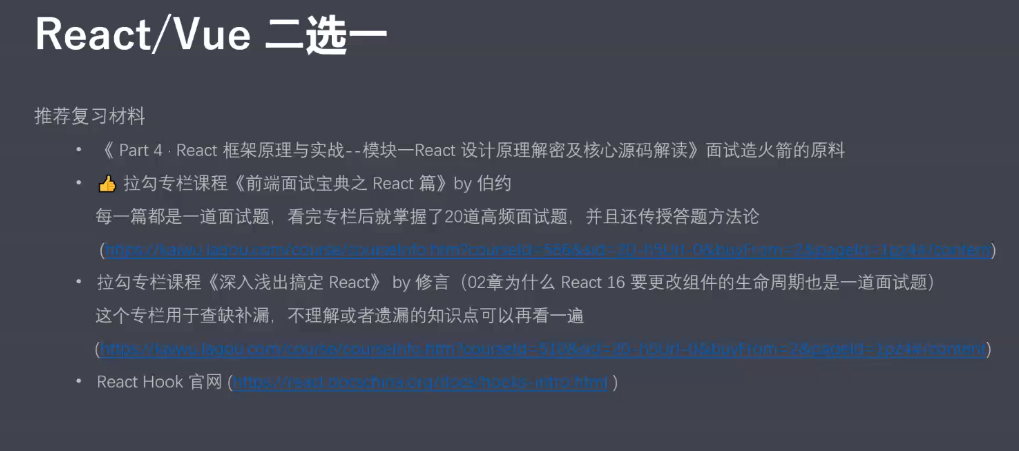 React/Vue 二选一
推荐复习材料
• 《 Part 4 · React 框架原理与实战--模块一React 设计原理解密及核心源码解读》面试造火箭的原料
• 👍 拉勾专栏课程《前端面试宝典之 React 篇》by 伯约
每一篇都是一道面试题，看完专栏后就掌握了20道高频面试题，并且还传授答题方法论
• 拉勾专栏课程《深入浅出搞定 React》 by 修言（02章为什么 React 16 要更改组件的生命周期也是一道面试题）
这个专栏用于查缺补漏，不理解或者遗漏的知识点可以再看一遍
• React Hook 官网